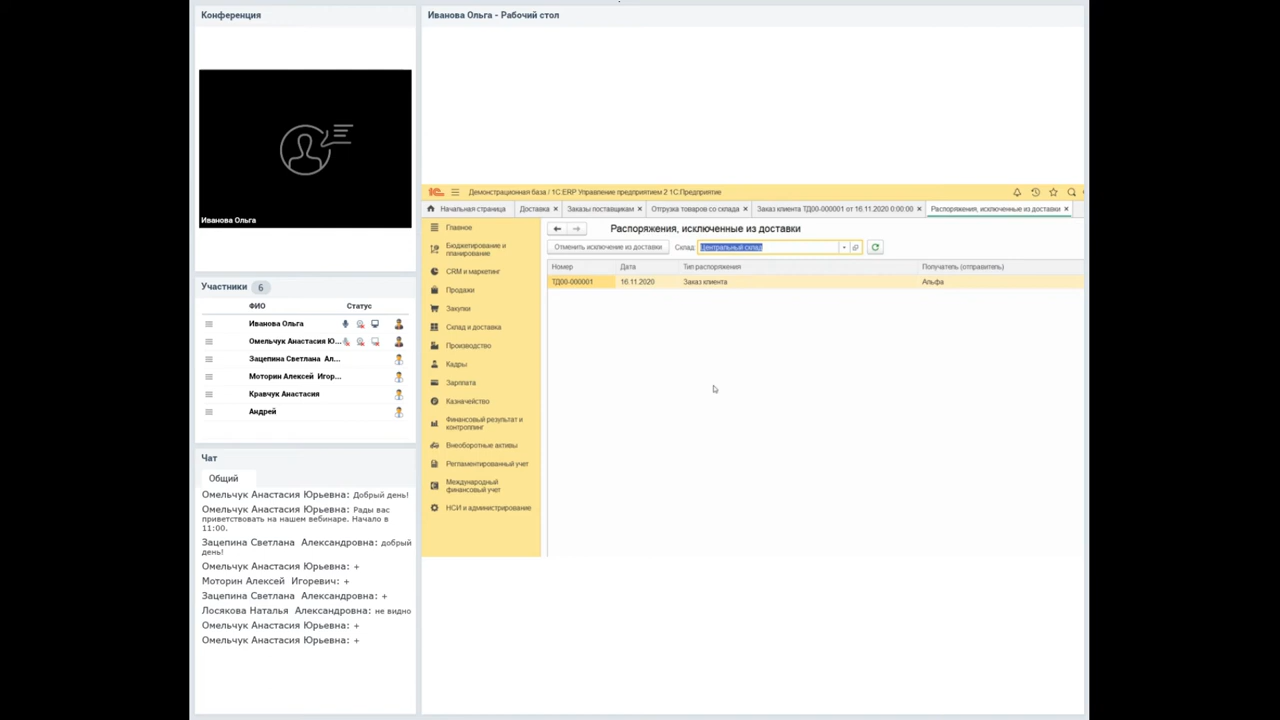 Конференция
Иванова Ольга
Участники 6
ФИО Статус
Иванова Ольга
Омельчук Анастасия Ю...
Зацепина Светлана Ал...
Моторин Алексей Игор...
Кравчук Анастасия
Андрей
Чат
Общий
Омельчук Анастасия Юрьевна: Добрый день!
Омельчук Анастасия Юрьевна: Рады вас
приветствовать на нашем вебинаре. Начало в
11:00.
Зацепина Светлана Александровна: добрый
день!
Омельчук Анастасия Юрьевна: +
Моторин Алексей Игоревич: +
Зацепина Светлана Александровна: +
Лосякова Наталья Александровна: не видно
Омельчук Анастасия Юрьевна: +
Омельчук Анастасия Юрьевна: +
Иванова Ольга - Рабочий стол
Демонстрационная база / 1С:ERP Управление предприятием 2 1С:Предприятие
Начальная страница Доставка × Заказы поставщикам × Отгрузка товаров со склада × Заказ клиента ТД00-000001 от 16.11.2020 0:00:00 × Распоряжения, исключенные из доставки ×
Главное
Бюджетирование и
планирование
CRM и маркетинг
Продажи
Закупки
Склад и доставка
Производство
Кадры
Зарплата
Казначейство
Финансовый результат и
контроллинг
Внеоборотные активы
Регламентированный учет
Международный
финансовый учет
НСИ и администрирование
Распоряжения, исключенные из доставки
Отменить исключение из доставки Склад: Центральный склад
Номер Дата Тип распоряжения Получатель (отправитель)
ТД00-000001 16.11.2020 Заказ клиента Альфа